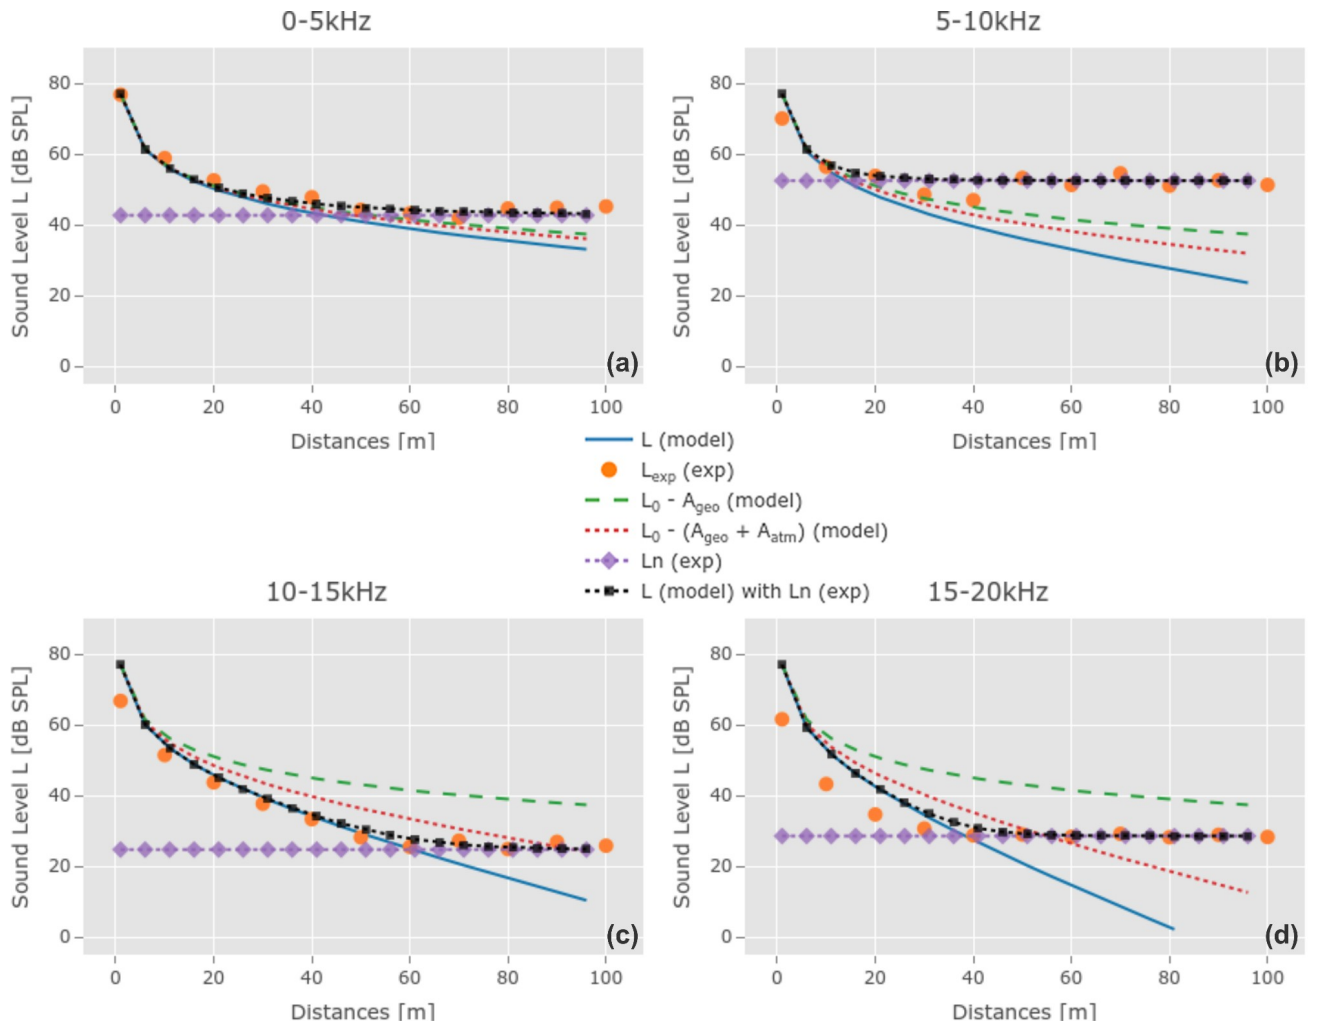 0-5kHz
Sound Level L [dB SPL]
80
60
40
20
0
0 20 40 60 80 100
Distances [m]
(a)
5-10kHz
Sound Level L [dB SPL]
80
60
40
20
0
0 20 40 60 80 100
Distances [m]
(b)
L (model)
Lexp (exp)
L0 - Ageo (model)
L0 - (Ageo + Aatm) (model)
Ln (exp)
L (model) with Ln (exp)
10-15kHz
Sound Level L [dB SPL]
80
60
40
20
0
0 20 40 60 80 100
Distances [m]
(c)
15-20kHz
Sound Level L [dB SPL]
80
60
40
20
0
0 20 40 60 80 100
Distances [m]
(d)